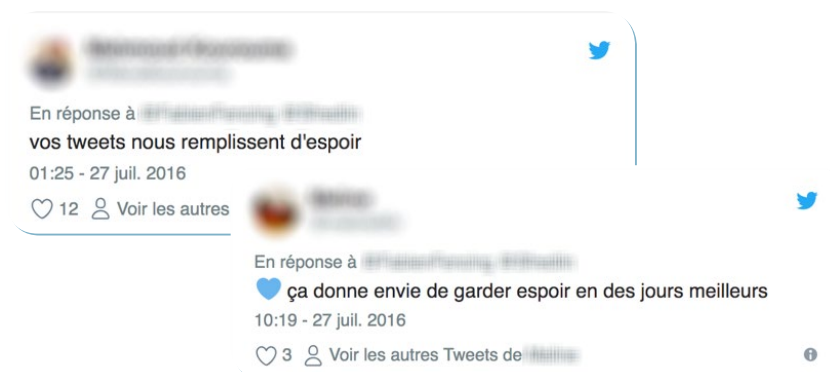 En réponse à
vos tweets nous remplissent d'espoir
01:25 - 27 juil. 2016
12 Voir les autres
En réponse à
ça donne envie de garder espoir en des jours meilleurs
10:19 - 27 juil. 2016
3 Voir les autres Tweets de